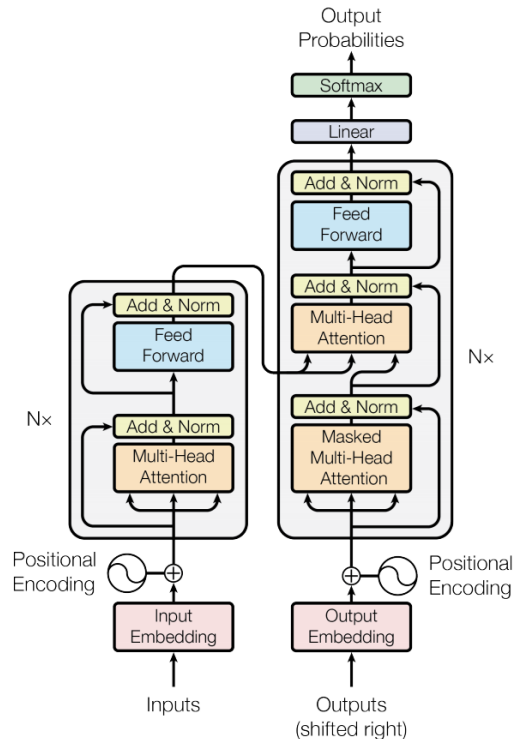 Output
Probabilities
Softmax
Linear
Add & Norm
Feed
Forward
Add & Norm
Multi-Head
Attention
Add & Norm
Masked
Multi-Head
Attention
Nx
Add & Norm
Feed
Forward
Add & Norm
Multi-Head
Attention
Nx
Positional
Encoding
Positional
Encoding
Input
Embedding
Output
Embedding
Inputs
Outputs
(shifted right)